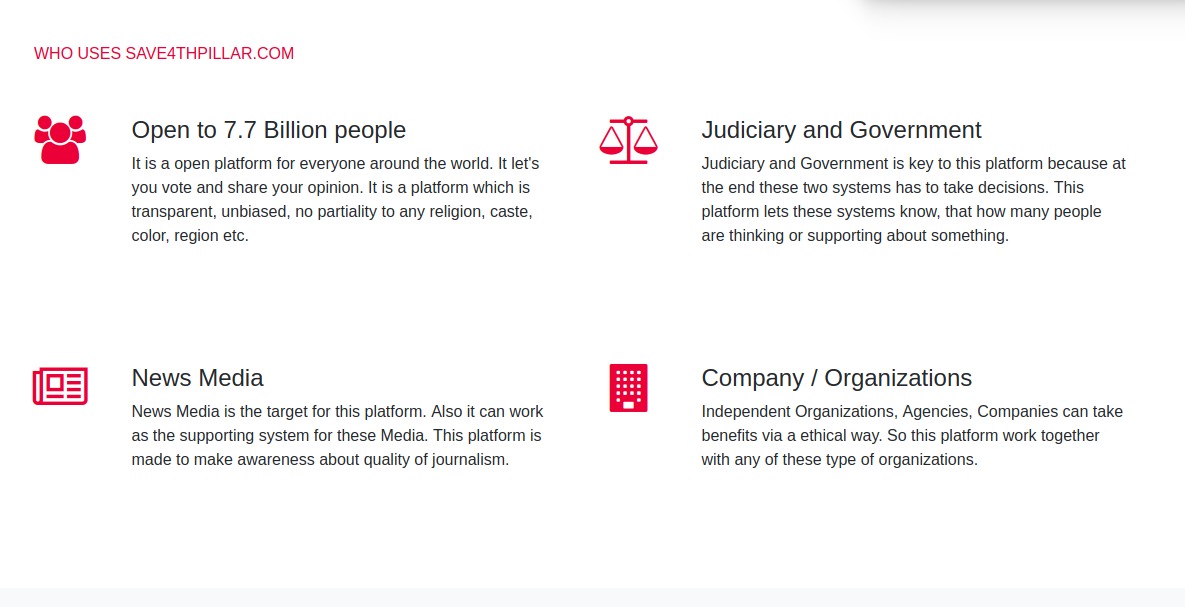 WHO USES SAVE4THPILLAR.COM
Open to 7.7 Billion people
It is a open platform for everyone around the world. It let's
you vote and share your opinion. It is a platform which is
transparent, unbiased, no partiality to any religion, caste,
color, region etc.
Judiciary and Government
Judiciary and Government is key to this platform because at
the end these two systems has to take decisions. This
platform lets these systems know, that how many people
are thinking or supporting about something.
News Media
News Media is the target for this platform. Also it can work
as the supporting system for these Media. This platform is
made to make awareness about quality of journalism.
Company / Organizations
Independent Organizations, Agencies, Companies can take
benefits via a ethical way. So this platform work together
with any of these type of organizations.